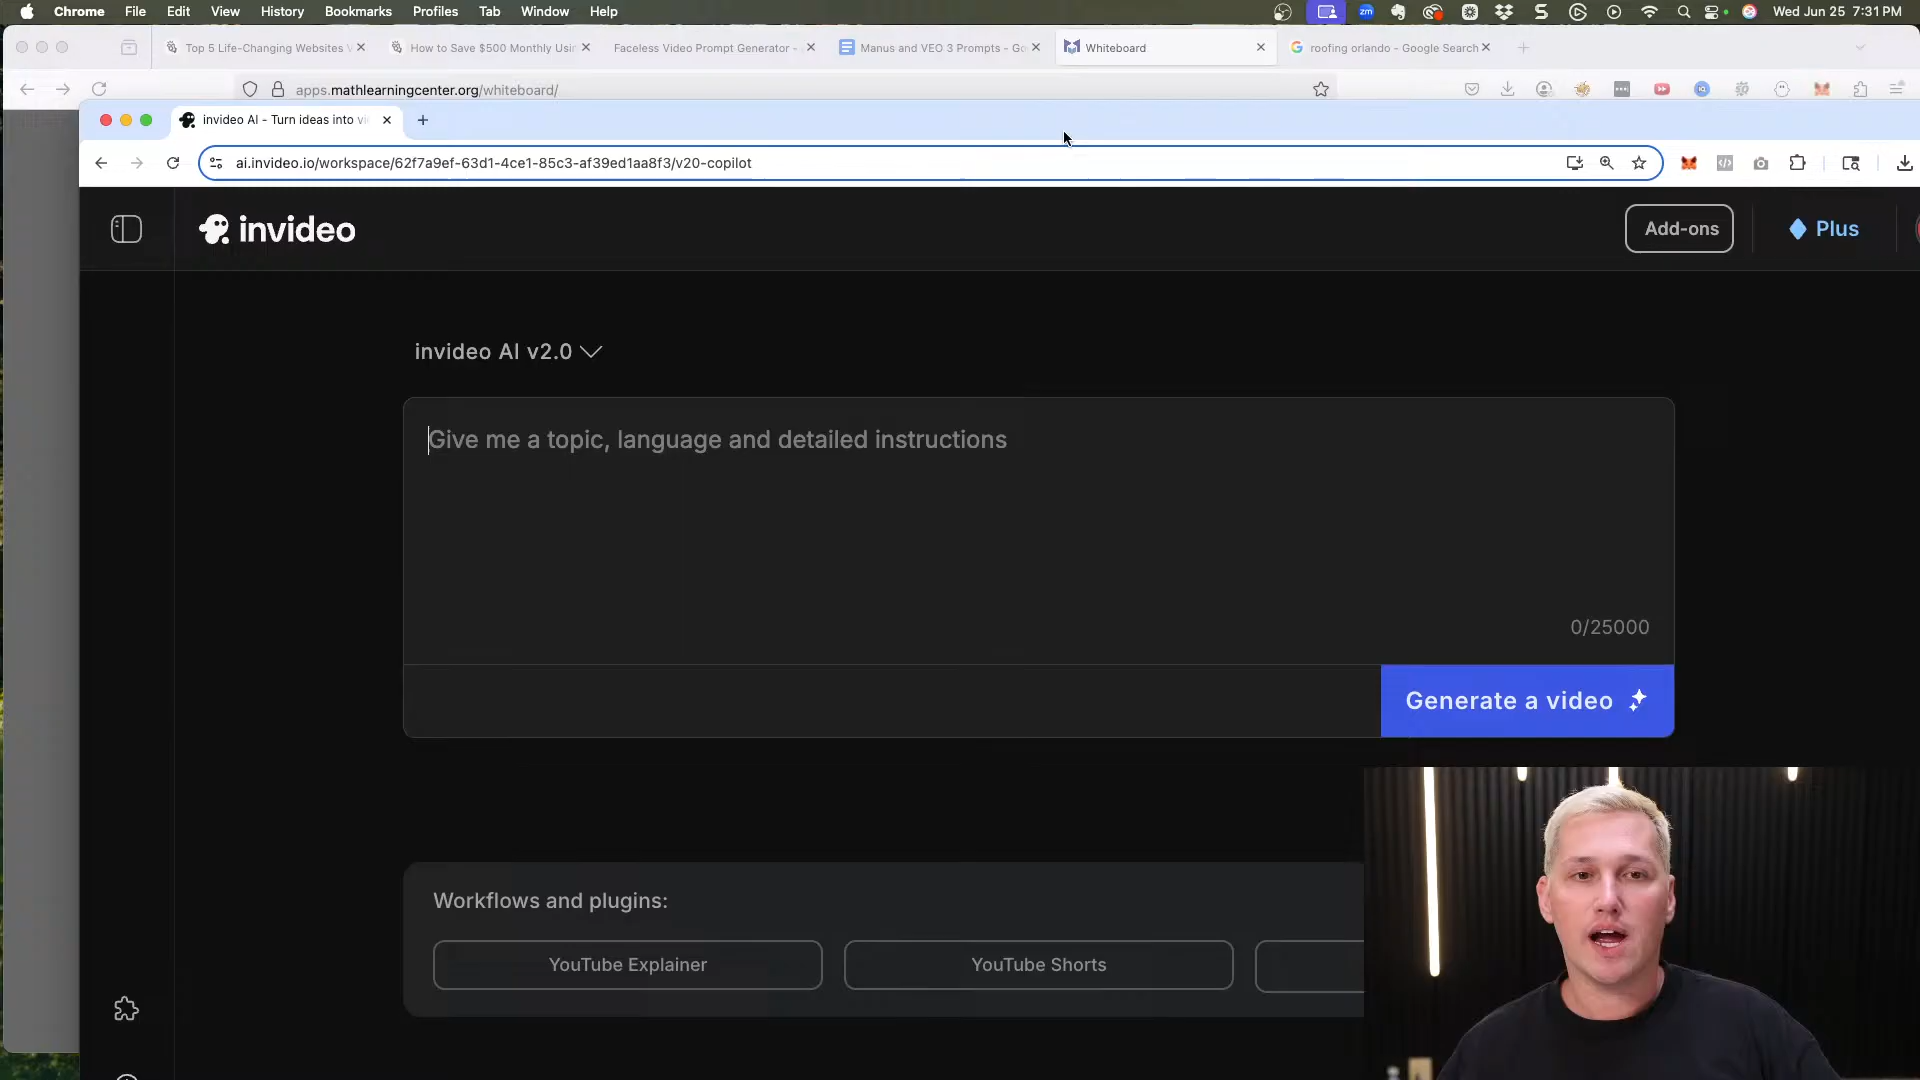 Chrome File Edit View History Bookmarks Profiles Tab Window Help Wed Jun 25 7:31 PM
Top 5 Life-Changing Websites How to Save $500 Monthly Usin Faceless Video Prompt Generator - Manus and VEO 3 Prompts - Go Whiteboard roofing orlando - Google Search
apps.mathlearningcenter.org/whiteboard/
invideo AI - Turn ideas into vi
ai.invideo.io/workspace/62f7a9ef-63d1-4ce1-85c3-af39ed1aa8f3/v20-copilot
invideo
Add-ons
Plus
invideo AI v2.0
Give me a topic, language and detailed instructions
0/25000
Generate a video
Workflows and plugins:
YouTube Explainer
YouTube Shorts